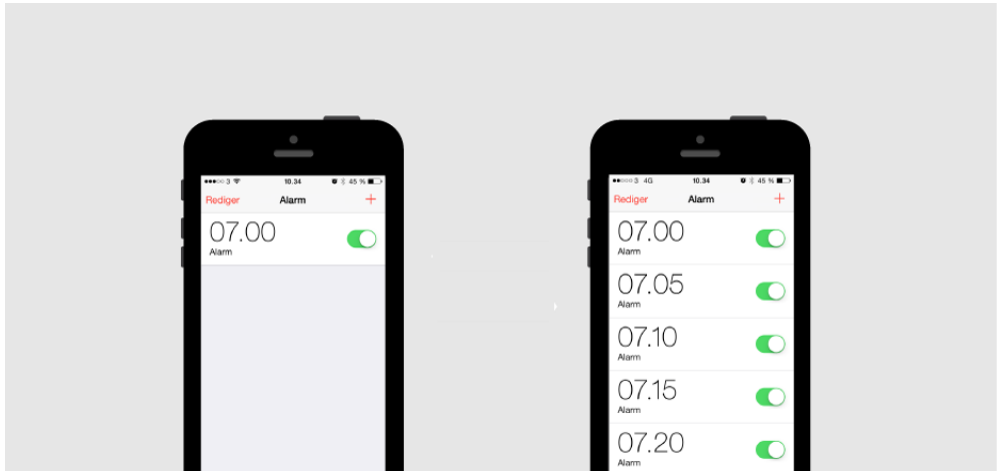 3 10.34 45 %
Rediger Alarm +
07.00
Alarm
3 4G 10.34 45 %
Rediger Alarm +
07.00
Alarm
07.05
Alarm
07.10
Alarm
07.15
Alarm
07.20
Alarm